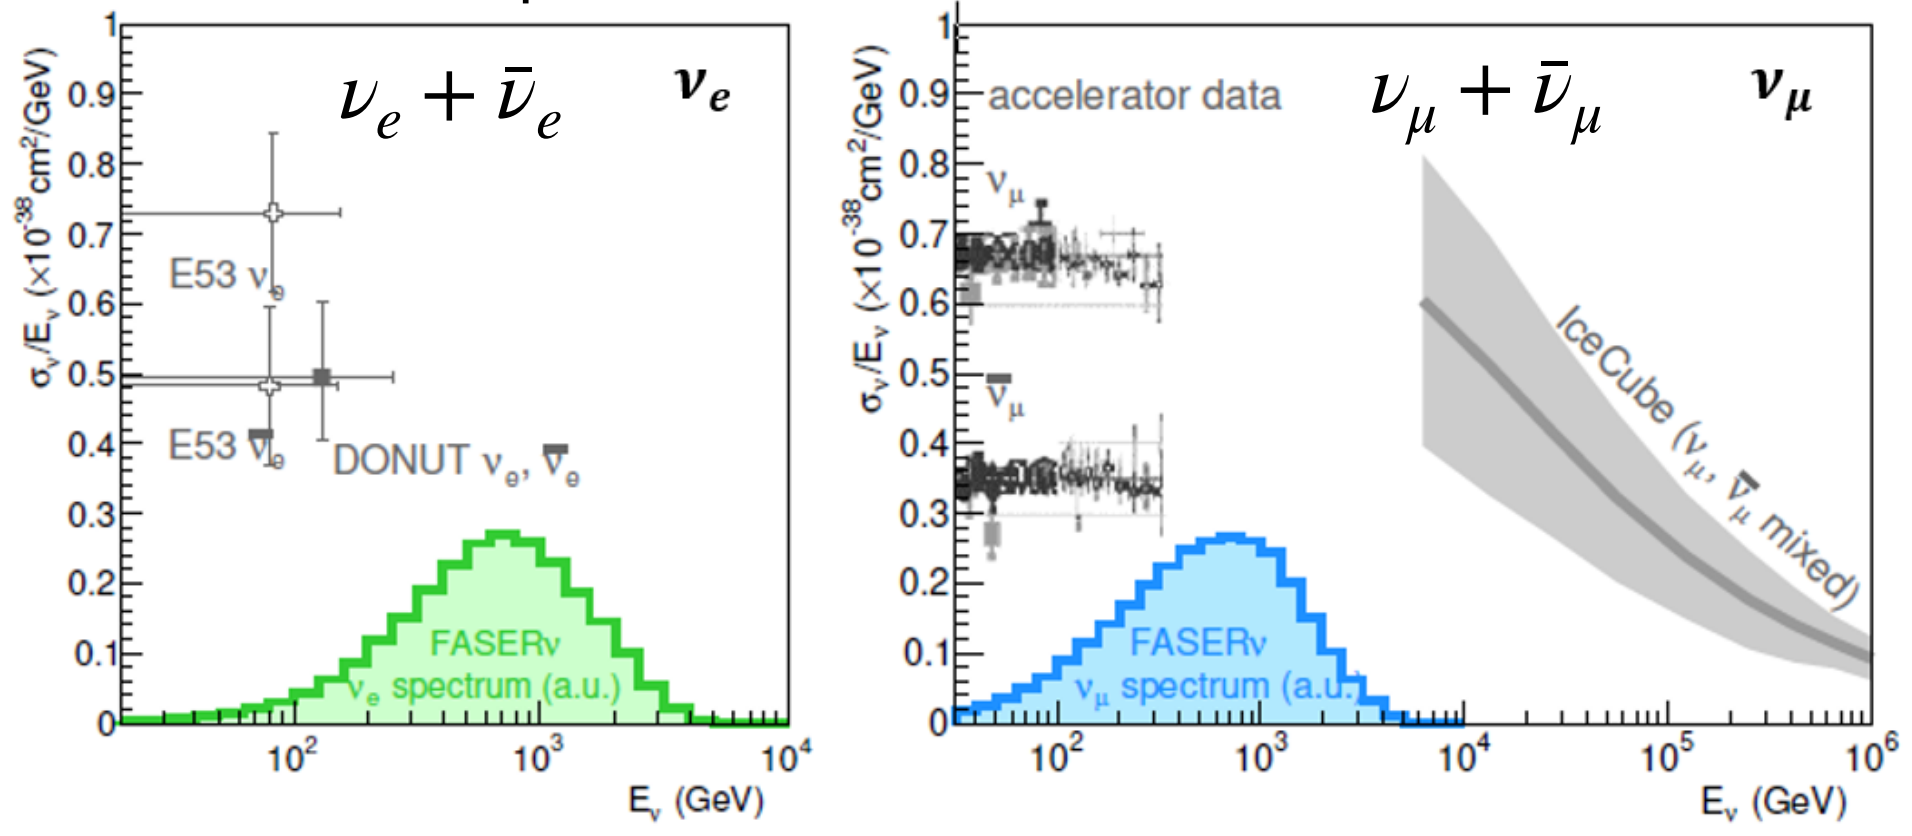 σν/Eν (×10⁻³⁸cm²/GeV)
1
0.9
0.8
0.7
0.6
0.5
0.4
0.3
0.2
0.1
0
νₑ + ν̄ₑ
νₑ
E53 νₑ
E53 ν̄ₑ
DONUT νₑ, ν̄ₑ
FASERν
νₑ spectrum (a.u.)
10²
10³
10⁴
Eν (GeV)
σν/Eν (×10⁻³⁸cm²/GeV)
1
0.9
0.8
0.7
0.6
0.5
0.4
0.3
0.2
0.1
0
accelerator data
νμ + ν̄μ
νμ
νμ
ν̄μ
IceCube (νμ, ν̄μ mixed)
FASERν
νμ spectrum (a.u.)
10²
10³
10⁴
10⁵
10⁶
Eν (GeV)